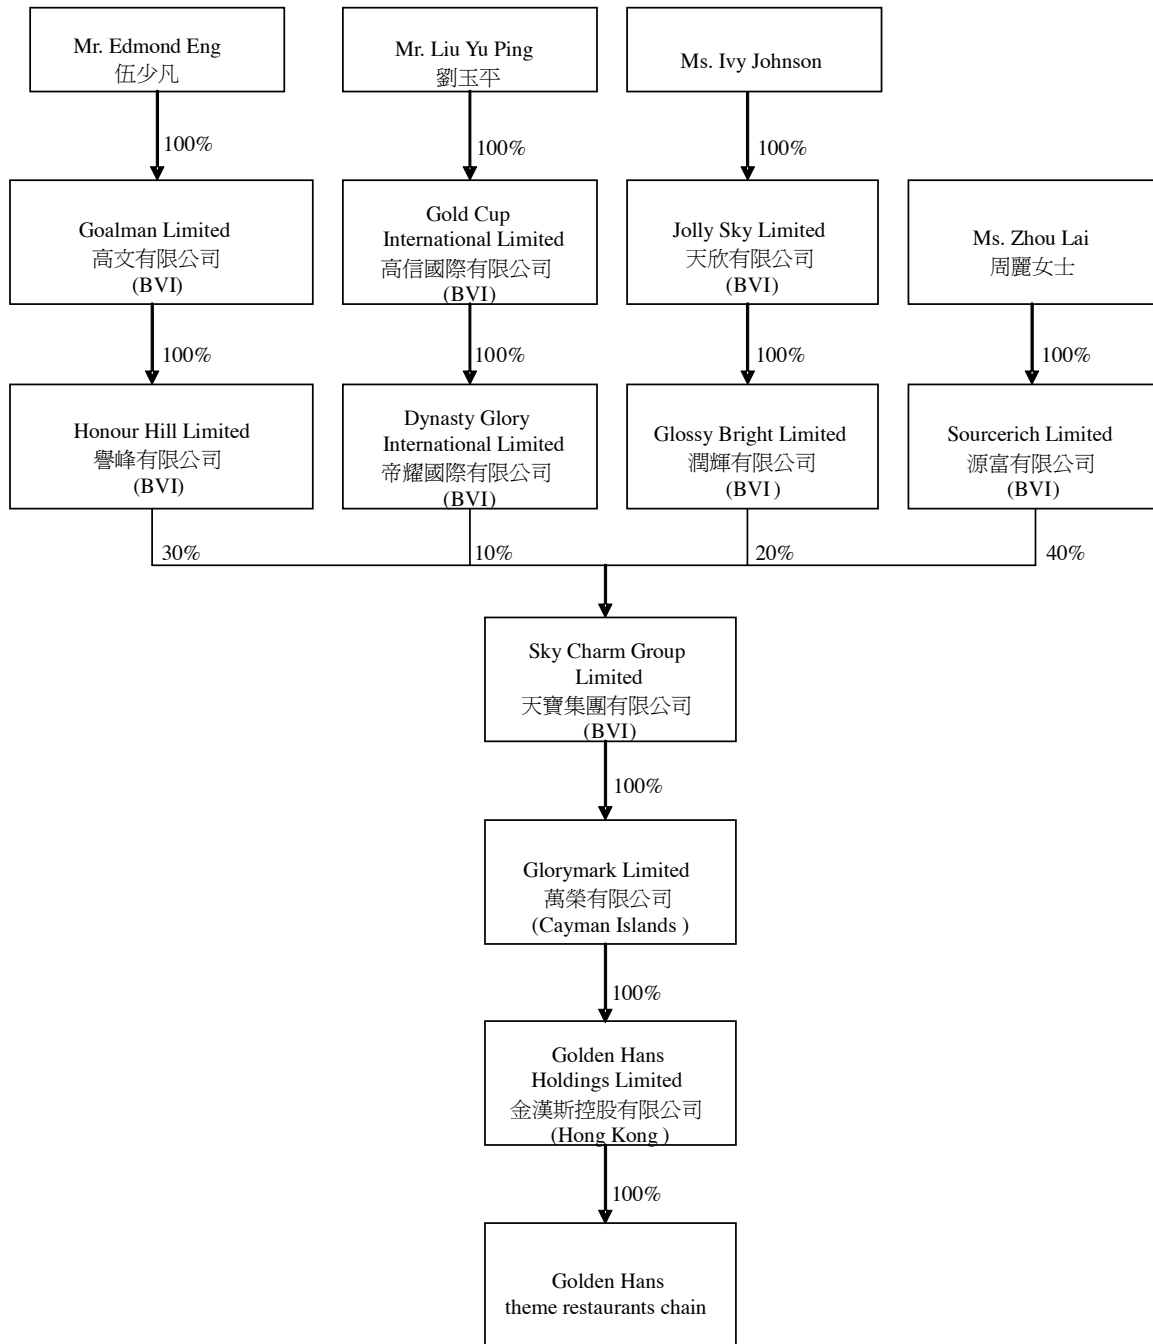 Mr. Edmond Eng
伍少凡
Mr. Liu Yu Ping
劉玉平
Ms. Ivy Johnson
100%
100%
100%
Goalman Limited
高文有限公司
(BVI)
Gold Cup
International Limited
高信國際有限公司
(BVI)
Jolly Sky Limited
天欣有限公司
(BVI)
Ms. Zhou Lai
周麗女士
100%
100%
100%
100%
Honour Hill Limited
譽峰有限公司
(BVI)
Dynasty Glory
International Limited
帝耀國際有限公司
(BVI)
Glossy Bright Limited
潤輝有限公司
(BVI )
Sourcerich Limited
源富有限公司
(BVI)
30%
10%
20%
40%
Sky Charm Group
Limited
天寶集團有限公司
(BVI)
100%
Glorymark Limited
萬榮有限公司
(Cayman Islands )
100%
Golden Hans
Holdings Limited
金漢斯控股有限公司
(Hong Kong )
100%
Golden Hans
theme restaurants chain